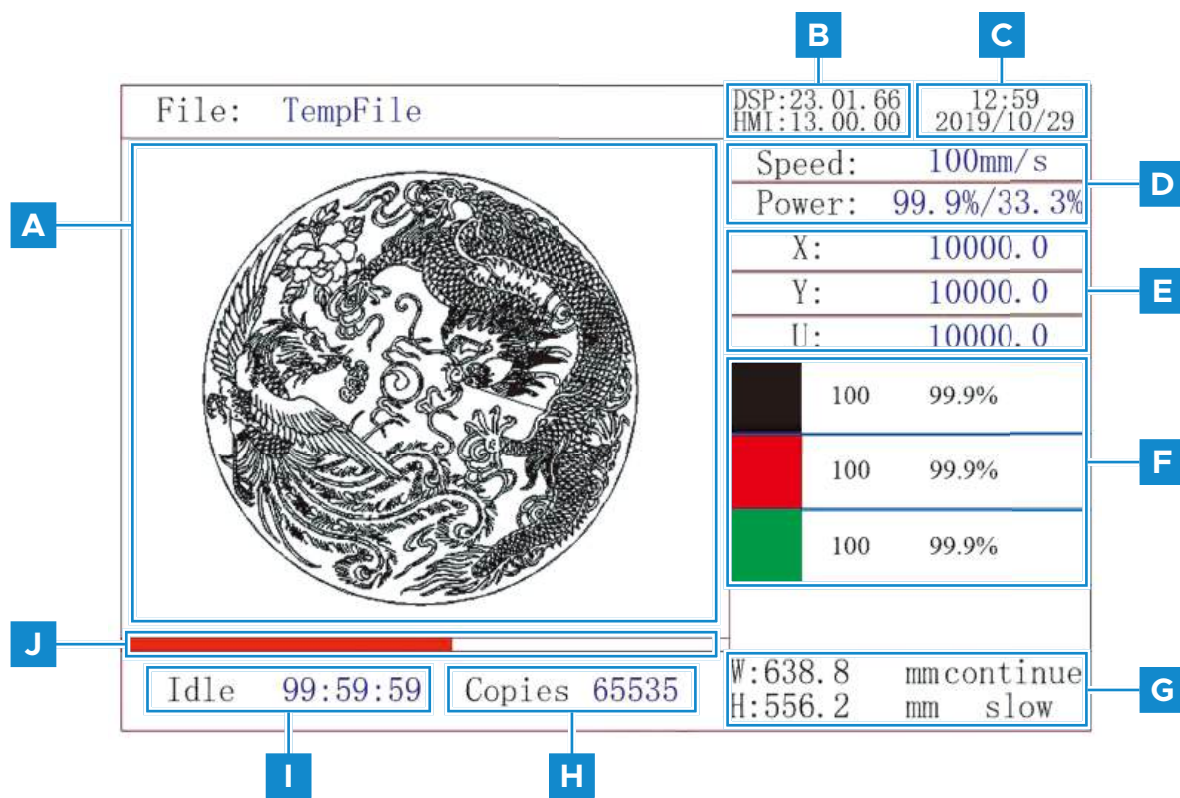 B
C
File: TempFile
DSP:23.01.66
HMI:13.00.00
12:59
2019/10/29
A
Speed: 100mm/s
Power: 99.9%/33.3%
D
X: 10000.0
Y: 10000.0
U: 10000.0
E
100 99.9%
100 99.9%
100 99.9%
F
J
Idle 99:59:59
Copies 65535
W:638.8 mm continue
H:556.2 mm slow
G
I
H